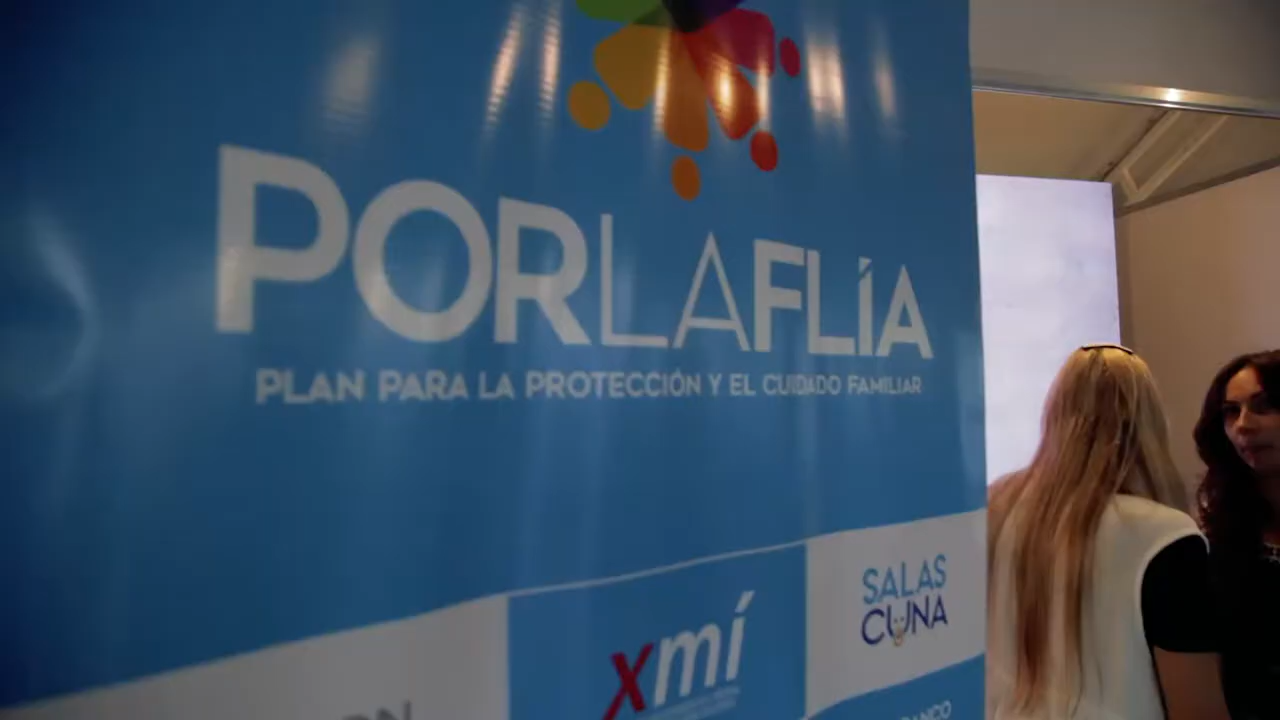 PORLAFLÍA
PLAN PARA LA PROTECCIÓN Y EL CUIDADO FAMILIAR
SALAS
CUNA
xmí